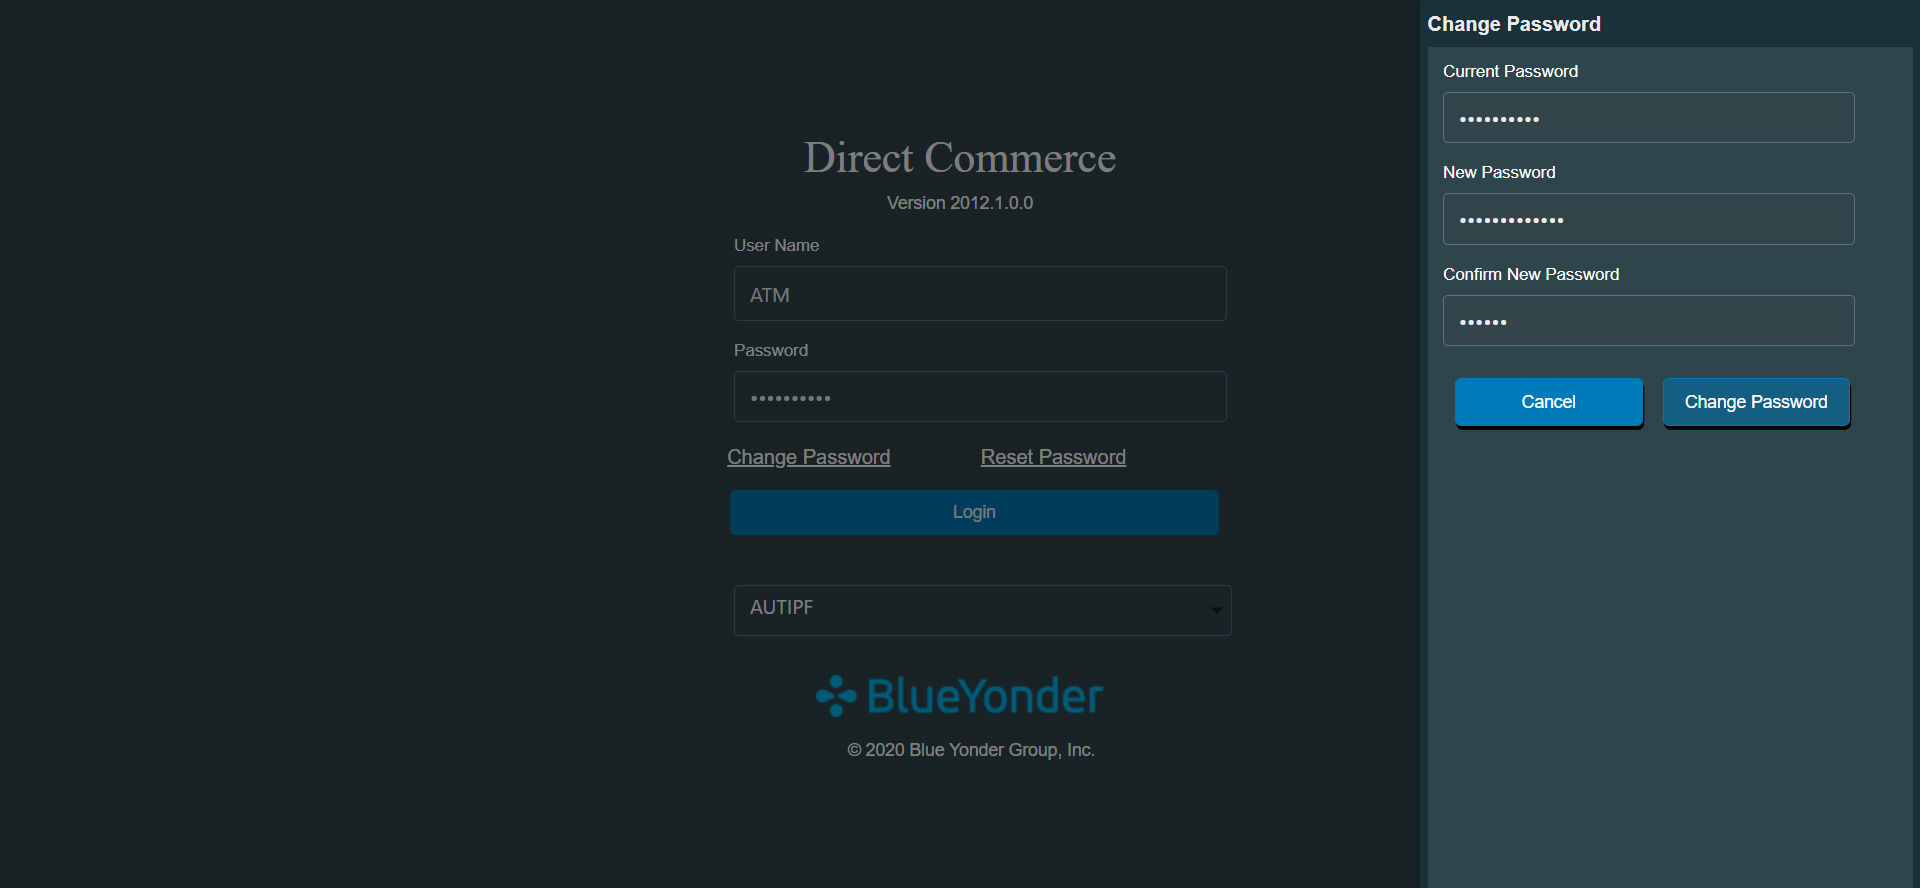 Direct Commerce
Version 2012.1.0.0
User Name
ATM
Password
••••••••••
Change Password Reset Password
Login
AUTIPF
BlueYonder
© 2020 Blue Yonder Group, Inc.
Change Password
Current Password
••••••••••
New Password
•••••••••••••
Confirm New Password
••••••
Cancel Change Password